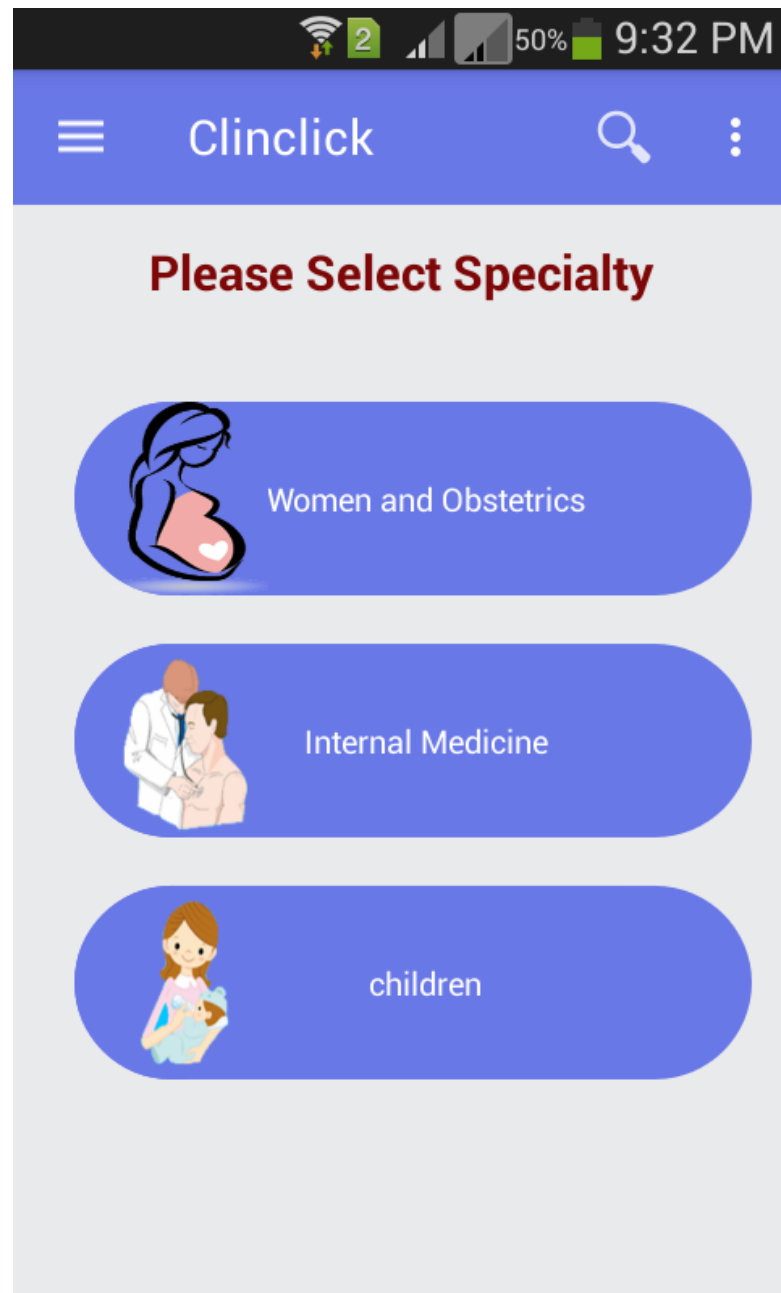 2 50% 9:32 PM
Clinclick
Please Select Specialty
Women and Obstetrics
Internal Medicine
children